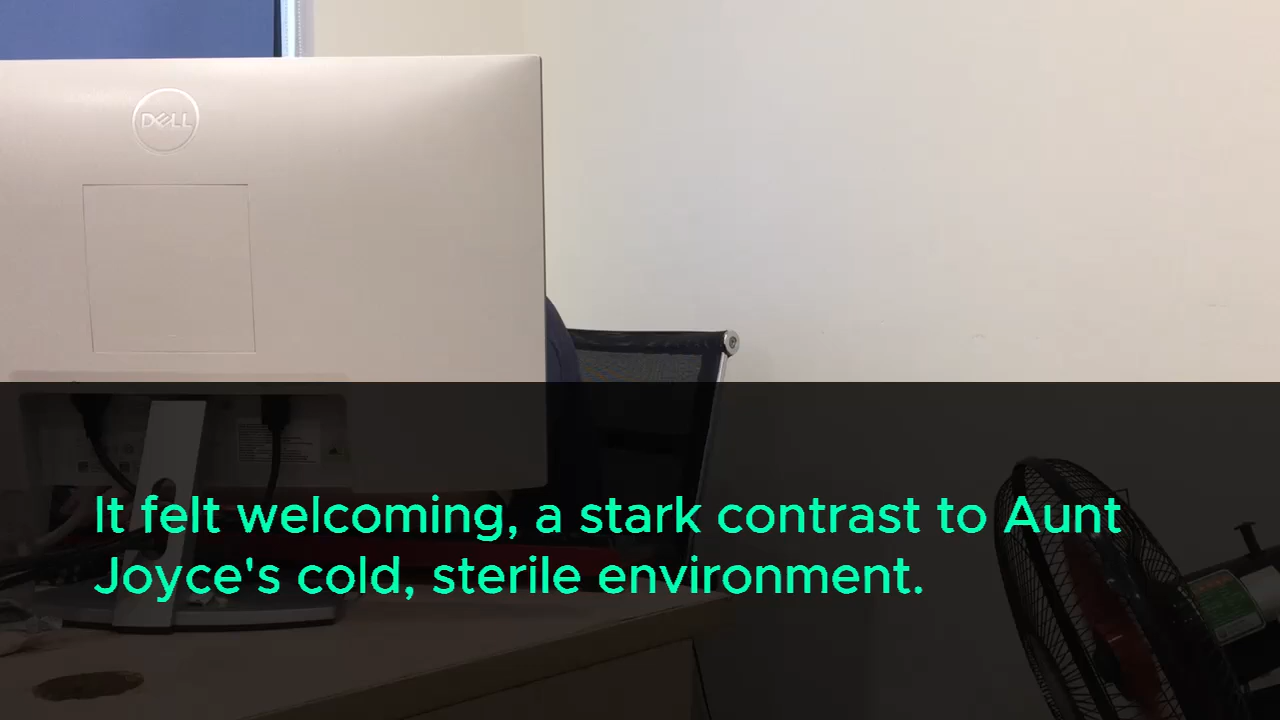 DELL
It felt welcoming, a stark contrast to Aunt
Joyce's cold, sterile environment.